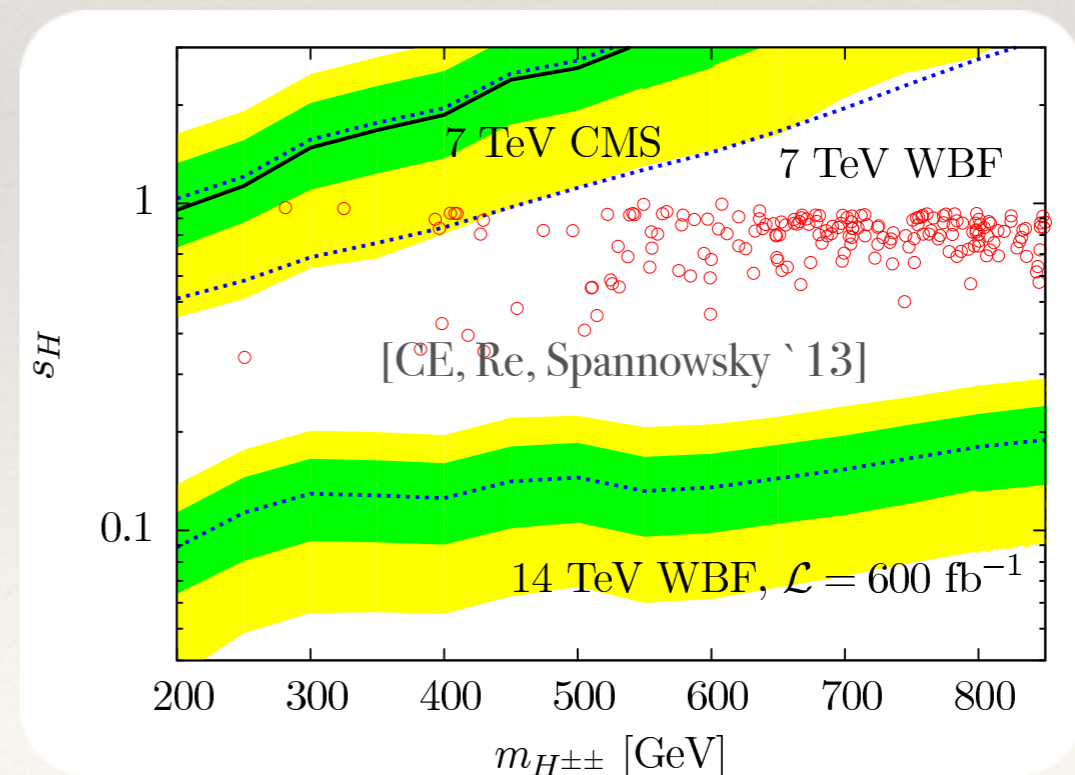 7 TeV CMS
7 TeV WBF
1
s_H
[CE, Re, Spannowsky `13]
0.1
14 TeV WBF, ℒ = 600 fb⁻¹
200 300 400 500 600 700 800
m_{H±±} [GeV]